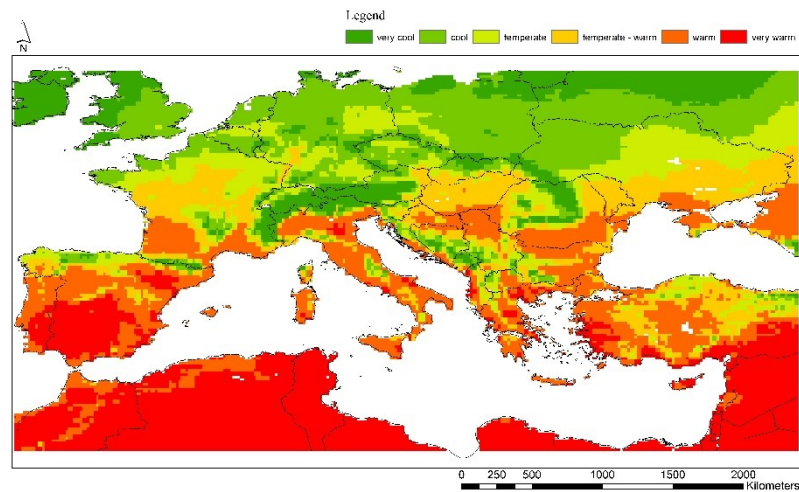 Legend
very cool cool temperate temperate - warm warm very warm
N
0 250 500 1000 1500 2000
Kilometers